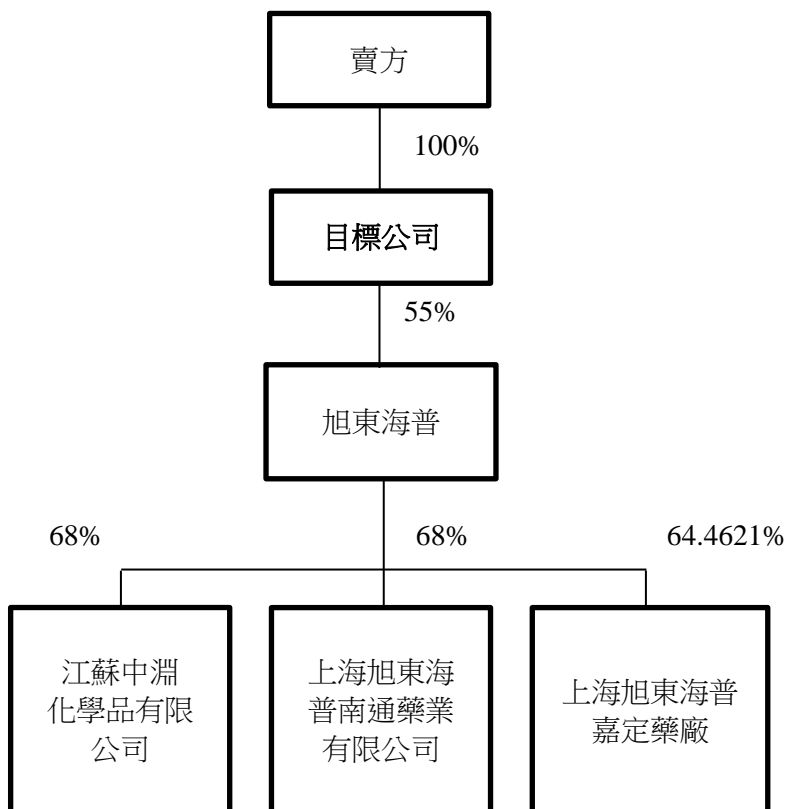 賣方
100%
目標公司
55%
旭東海普
68%
68%
64.4621%
江蘇中淵
化學品有限
公司
上海旭東海
普南通藥業
有限公司
上海旭東海普
嘉定藥廠